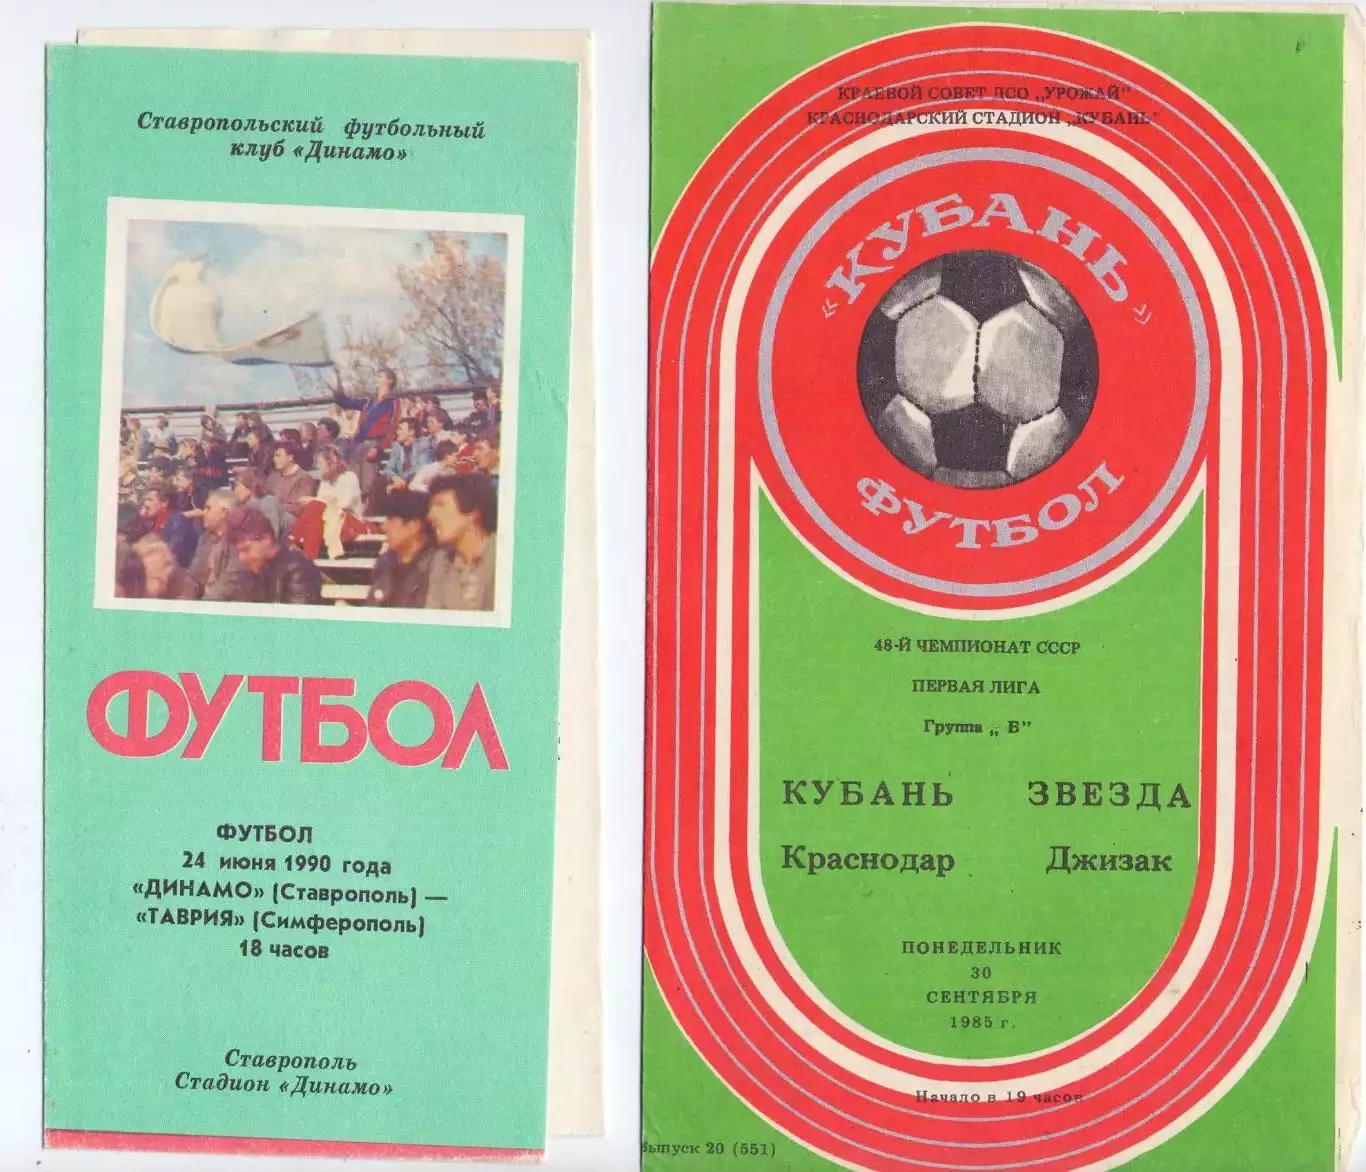 Ставропольский футбольный
клуб «Динамо»
ФУТБОЛ
ФУТБОЛ
24 июня 1990 года
«ДИНАМО» (Ставрополь) —
«ТАВРИЯ» (Симферополь)
18 часов
Ставрополь
Стадион «Динамо»
КРАЕВОЙ СОВЕТ ДСО „УРОЖАЙ"
КРАСНОДАРСКИЙ СТАДИОН „КУБАНЬ"
«КУБАНЬ»
ФУТБОЛ
48-Й ЧЕМПИОНАТ СССР
ПЕРВАЯ ЛИГА
Группа „Б"
КУБАНЬ ЗВЕЗДА
Краснодар Джизак
ПОНЕДЕЛЬНИК
30
СЕНТЯБРЯ
1985 г.
Начало в 19 часов
Выпуск 20 (551)